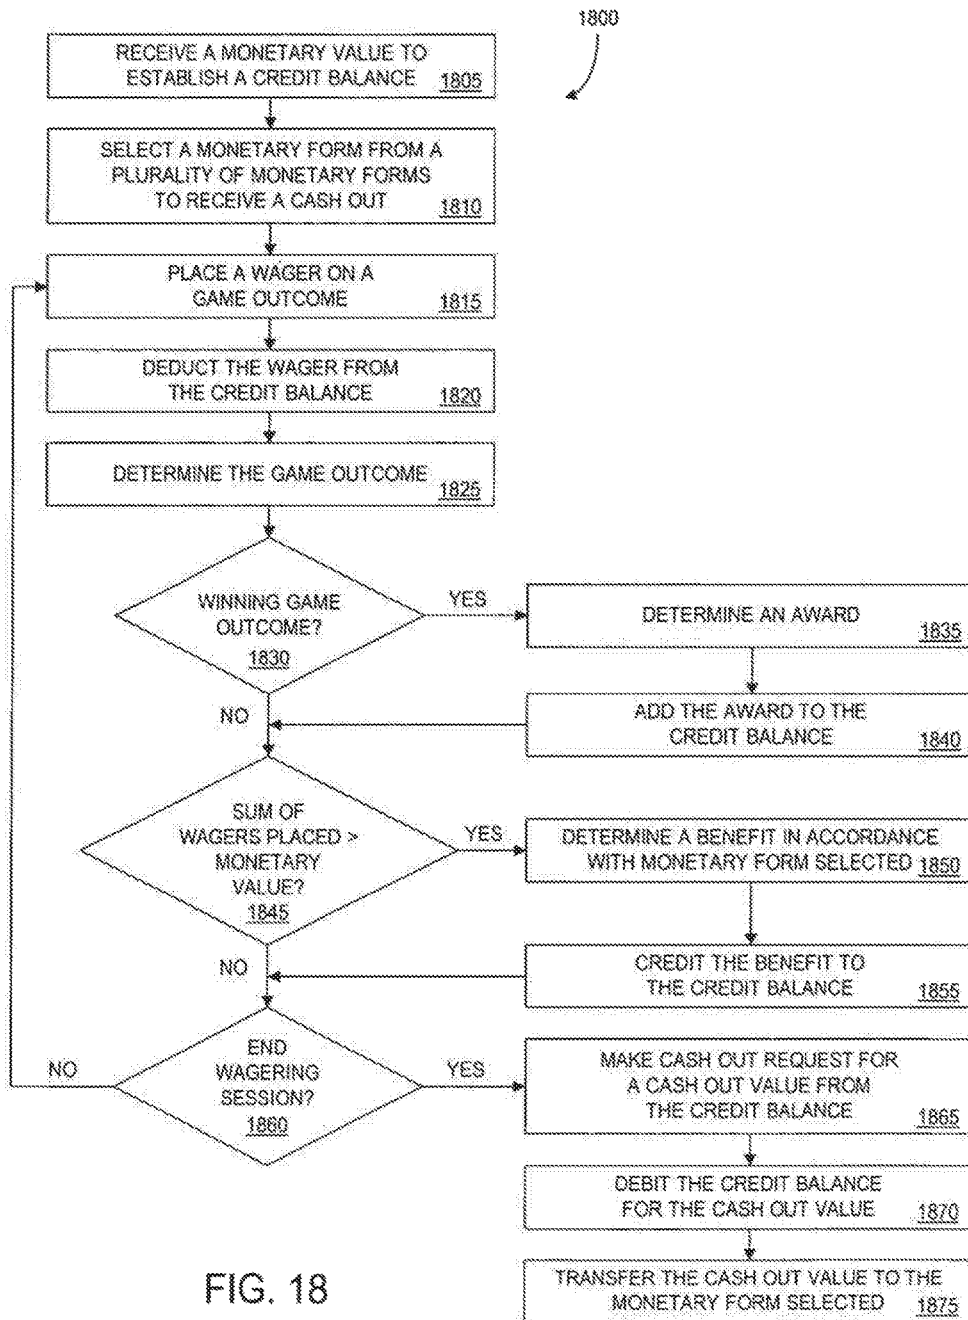 1800
RECEIVE A MONETARY VALUE TO
ESTABLISH A CREDIT BALANCE
1805
SELECT A MONETARY FORM FROM A
PLURALITY OF MONETARY FORMS
TO RECEIVE A CASH OUT
1810
PLACE A WAGER ON A
GAME OUTCOME
1815
DEDUCT THE WAGER FROM
THE CREDIT BALANCE
1820
DETERMINE THE GAME OUTCOME
1825
WINNING GAME
OUTCOME?
1830
YES
DETERMINE AN AWARD
1835
NO
ADD THE AWARD TO THE
CREDIT BALANCE
1840
SUM OF
WAGERS PLACED >
MONETARY
VALUE?
1845
YES
DETERMINE A BENEFIT IN ACCORDANCE
WITH MONETARY FORM SELECTED
1850
NO
CREDIT THE BENEFIT TO
THE CREDIT BALANCE
1855
NO
END
WAGERING
SESSION?
1860
YES
MAKE CASH OUT REQUEST FOR
A CASH OUT VALUE FROM
THE CREDIT BALANCE
1865
DEBIT THE CREDIT BALANCE
FOR THE CASH OUT VALUE
1870
TRANSFER THE CASH OUT VALUE TO THE
MONETARY FORM SELECTED
1875
FIG. 18